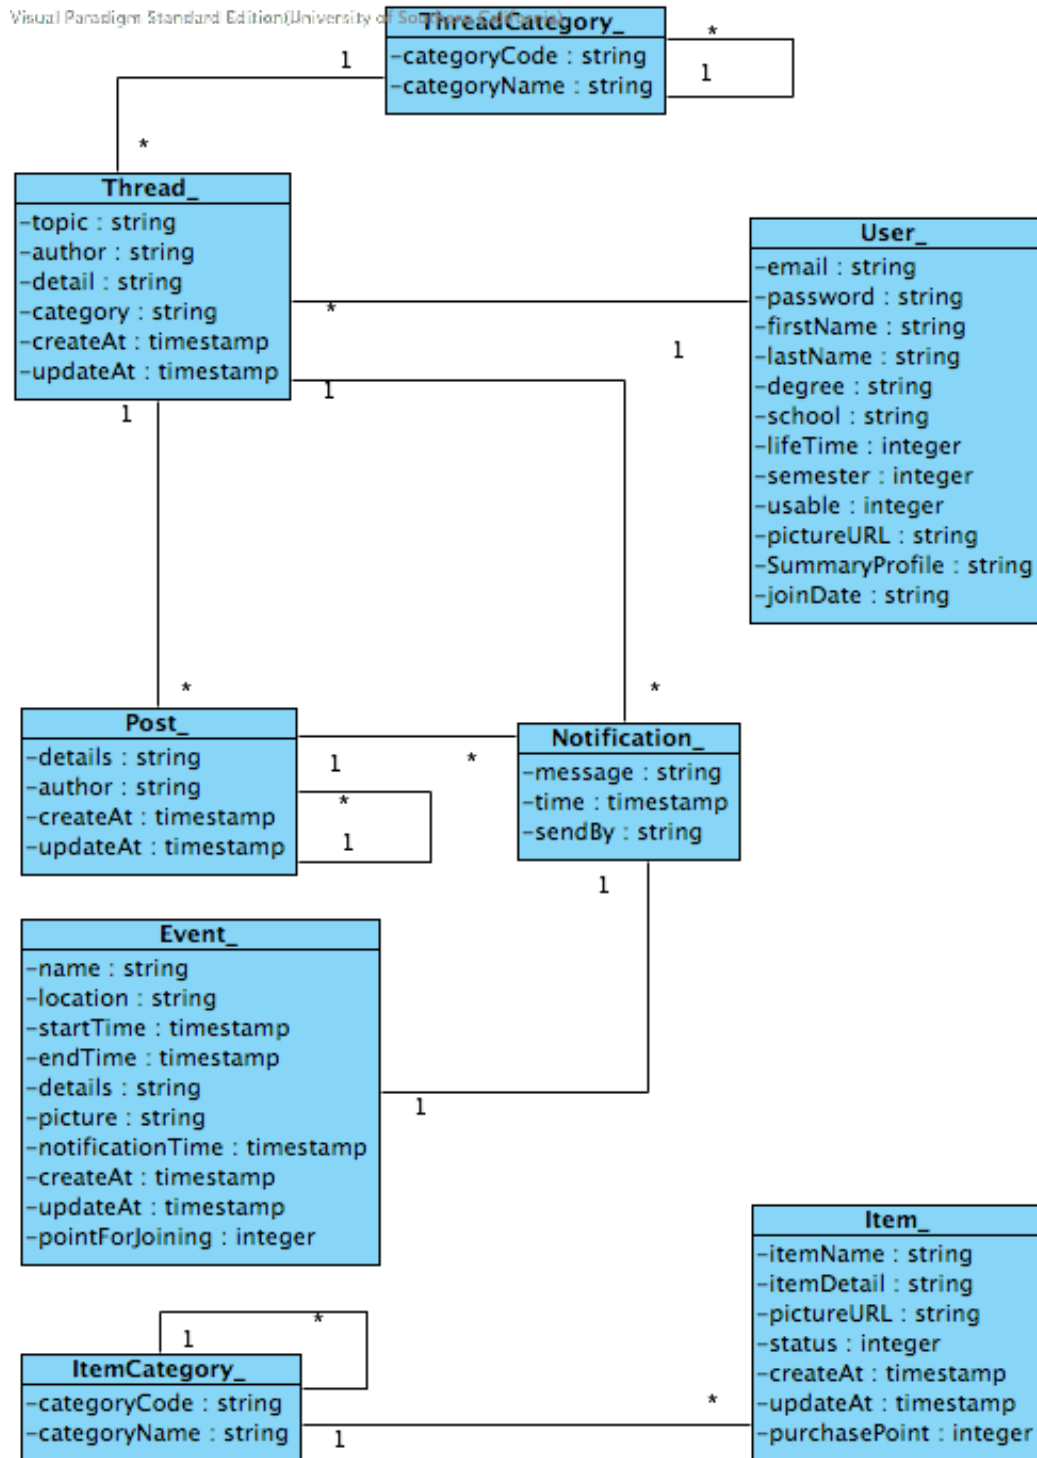 Visual Paradigm Standard Edition(University of Southern California)
ThreadCategory_
-categoryCode : string
-categoryName : string
*
1
1
*
Thread_
-topic : string
-author : string
-detail : string
-category : string
-createAt : timestamp
-updateAt : timestamp
*
1
1
1
User_
-email : string
-password : string
-firstName : string
-lastName : string
-degree : string
-school : string
-lifeTime : integer
-semester : integer
-usable : integer
-pictureURL : string
-SummaryProfile : string
-joinDate : string
*
*
Post_
-details : string
-author : string
-createAt : timestamp
-updateAt : timestamp
1
*
*
1
Notification_
-message : string
-time : timestamp
-sendBy : string
1
Event_
-name : string
-location : string
-startTime : timestamp
-endTime : timestamp
-details : string
-picture : string
-notificationTime : timestamp
-createAt : timestamp
-updateAt : timestamp
-pointForJoining : integer
1
Item_
-itemName : string
-itemDetail : string
-pictureURL : string
-status : integer
-createAt : timestamp
-updateAt : timestamp
-purchasePoint : integer
*
1
ItemCategory_
-categoryCode : string
-categoryName : string
*
1